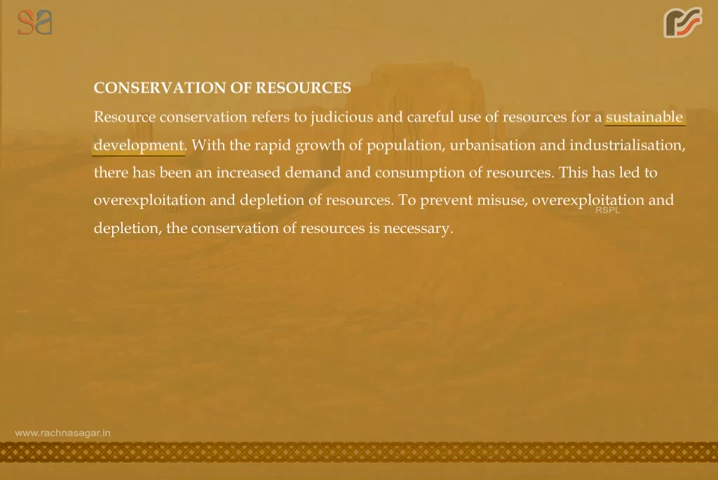 sa
CONSERVATION OF RESOURCES
Resource conservation refers to judicious and careful use of resources for a sustainable
development. With the rapid growth of population, urbanisation and industrialisation,
there has been an increased demand and consumption of resources. This has led to
overexploitation and depletion of resources. To prevent misuse, overexploitation and
RSPL
depletion, the conservation of resources is necessary.
www.rachnasagar.in